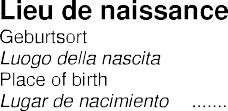 Lieu de naissance
Geburtsort
Luogo della nascita
Place of birth
Lugar de nacimiento .......